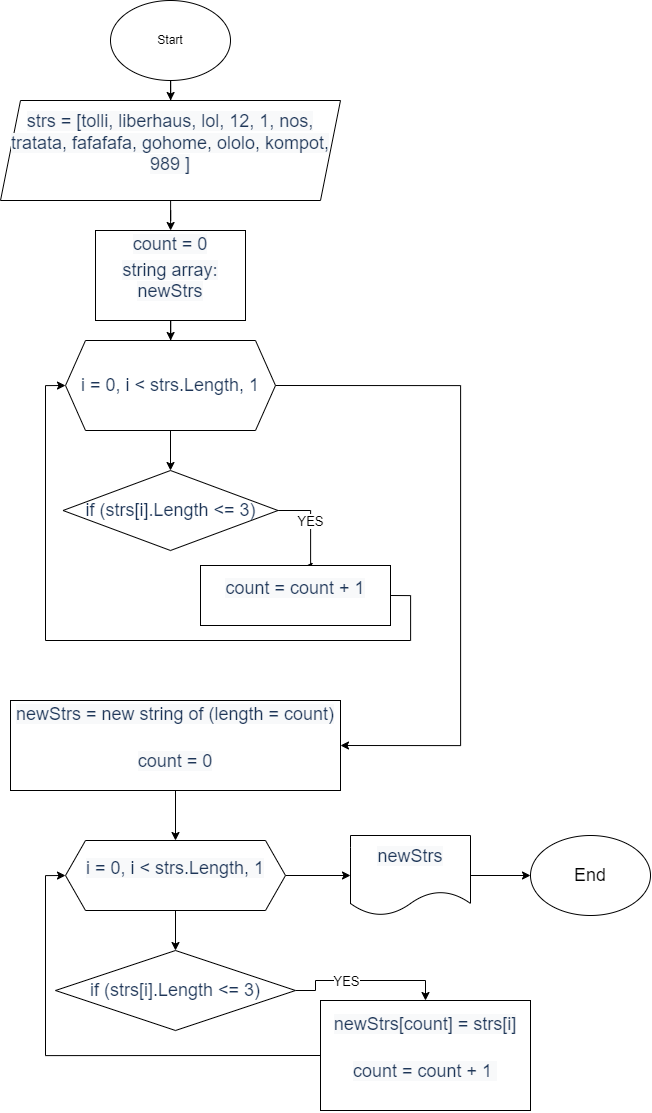 Start
strs = [tolli, liberhaus, lol, 12, 1, nos,
tratata, fafafafa, gohome, ololo, kompot,
989 ]
count = 0
string array:
newStrs
i = 0, i < strs.Length, 1
if (strs[i].Length <= 3)
YES
count = count + 1
newStrs = new string of (length = count)
count = 0
i = 0, i < strs.Length, 1
newStrs
End
if (strs[i].Length <= 3)
YES
newStrs[count] = strs[i]
count = count + 1